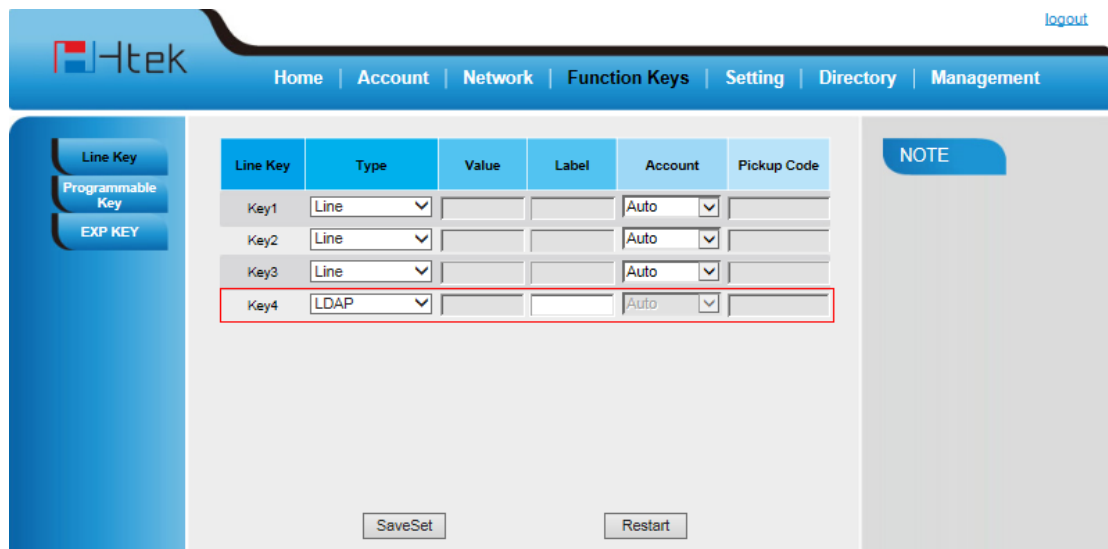 logout
Htek
Home | Account | Network | Function Keys | Setting | Directory | Management
Line Key
Programmable
Key
EXP KEY
Line Key Type Value Label Account Pickup Code
Key1 Line Auto
Key2 Line Auto
Key3 Line Auto
Key4 LDAP Auto
SaveSet Restart
NOTE